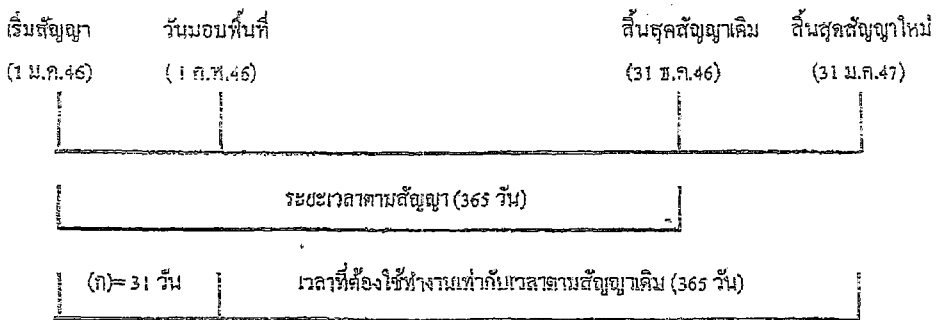 เริ่มสัญญา วันมอบพื้นที่ สิ้นสุดสัญญาเดิม สิ้นสุดสัญญาใหม่
(1 ม.ค.46) (1 ก.พ.46) (31 ธ.ค.46) (31 ม.ค.47)
ระยะเวลาตามสัญญา (365 วัน)
(ก)= 31 วัน เวลาที่ต้องใช้ทำงานเท่ากับเวลาตามสัญญาเดิม (365 วัน)